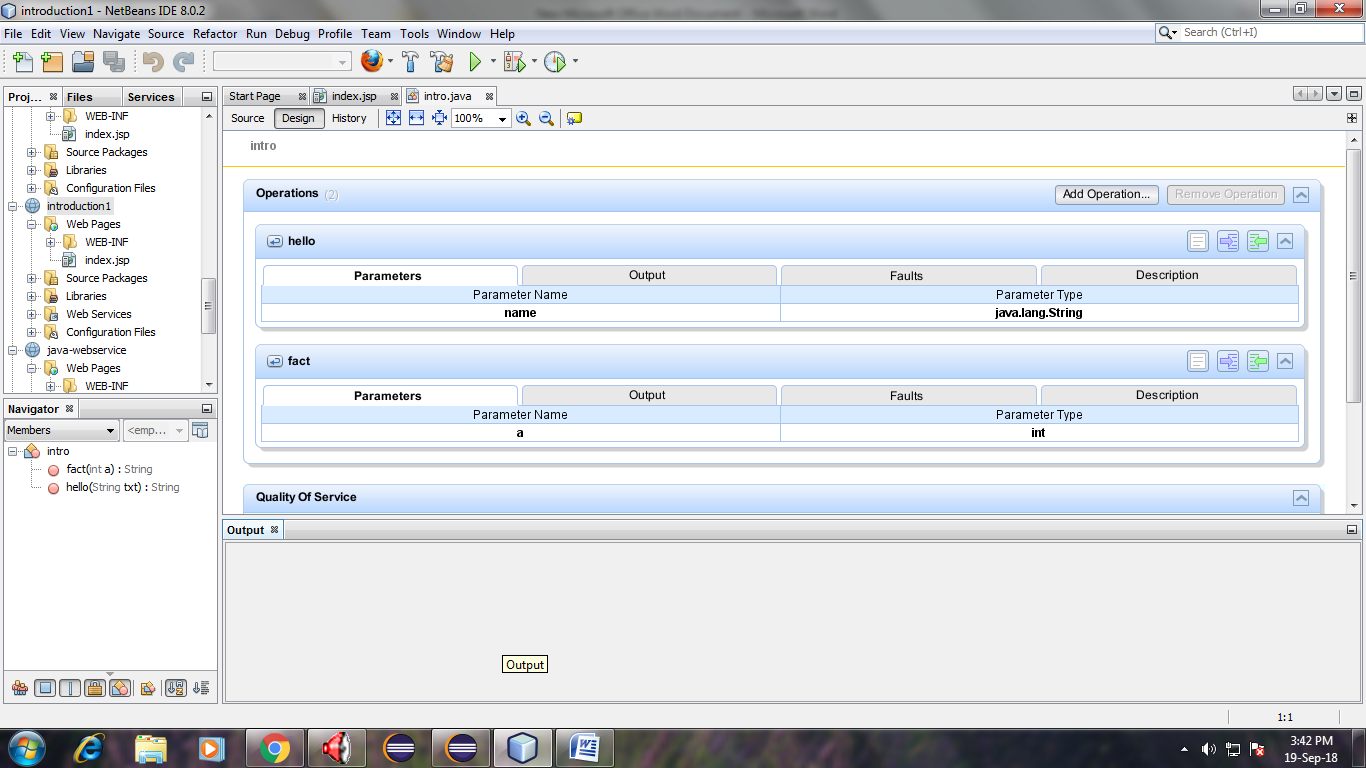 introduction1 - NetBeans IDE 8.0.2
File Edit View Navigate Source Refactor Run Debug Profile Team Tools Window Help
Search (Ctrl+I)
Proj... Files Services
WEB-INF
index.jsp
Source Packages
Libraries
Configuration Files
introduction1
Web Pages
WEB-INF
index.jsp
Source Packages
Libraries
Web Services
Configuration Files
java-webservice
Web Pages
WEB-INF
Navigator
Members
<emp...
intro
fact(int a) : String
hello(String txt) : String
Start Page index.jsp intro.java
Source Design History 100%
intro
Operations (2) Add Operation... Remove Operation
hello
Parameters Output Faults Description
Parameter Name Parameter Type
name java.lang.String
fact
Parameters Output Faults Description
Parameter Name Parameter Type
a int
Quality Of Service
Output
Output
1:1
3:42 PM
19-Sep-18